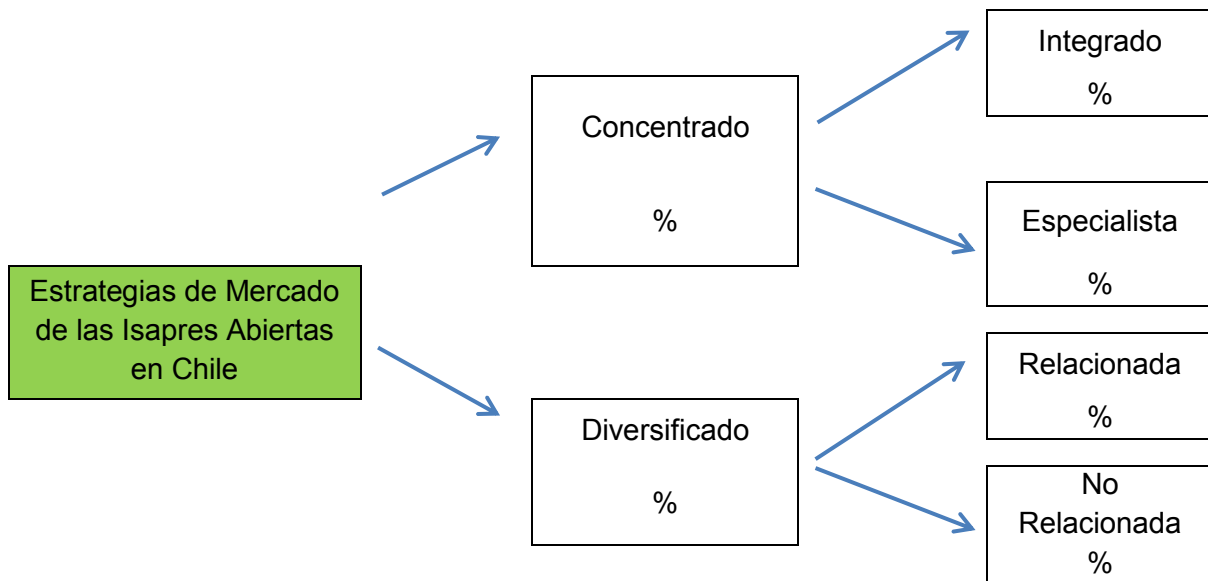 Estrategias de Mercado
de las Isapres Abiertas
en Chile
Concentrado
%
Diversificado
%
Integrado
%
Especialista
%
Relacionada
%
No
Relacionada
%